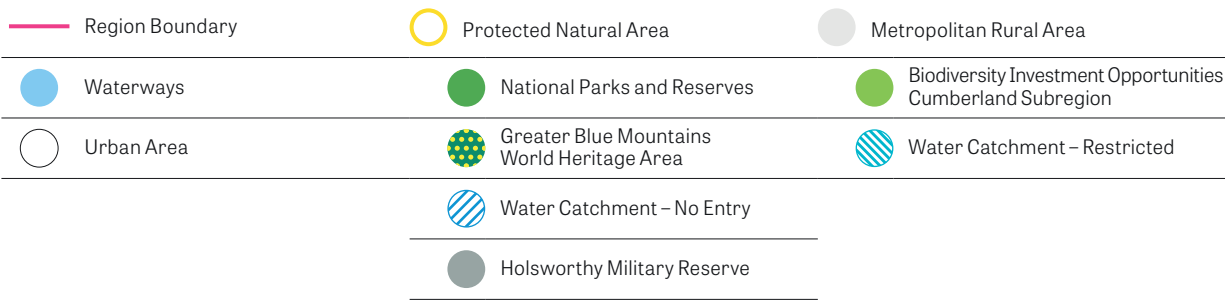 Region Boundary
Protected Natural Area
Metropolitan Rural Area
Waterways
National Parks and Reserves
Biodiversity Investment Opportunities
Cumberland Subregion
Urban Area
Greater Blue Mountains
World Heritage Area
Water Catchment – Restricted
Water Catchment – No Entry
Holsworthy Military Reserve